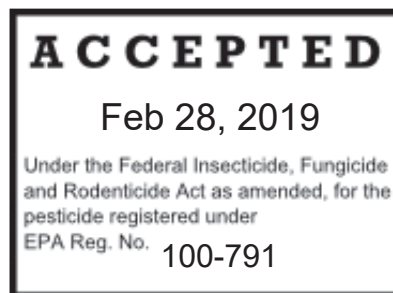 ACCEPTED
Feb 28, 2019
Under the Federal Insecticide, Fungicide
and Rodenticide Act as amended, for the
pesticide registered under
EPA Reg. No. 100-791